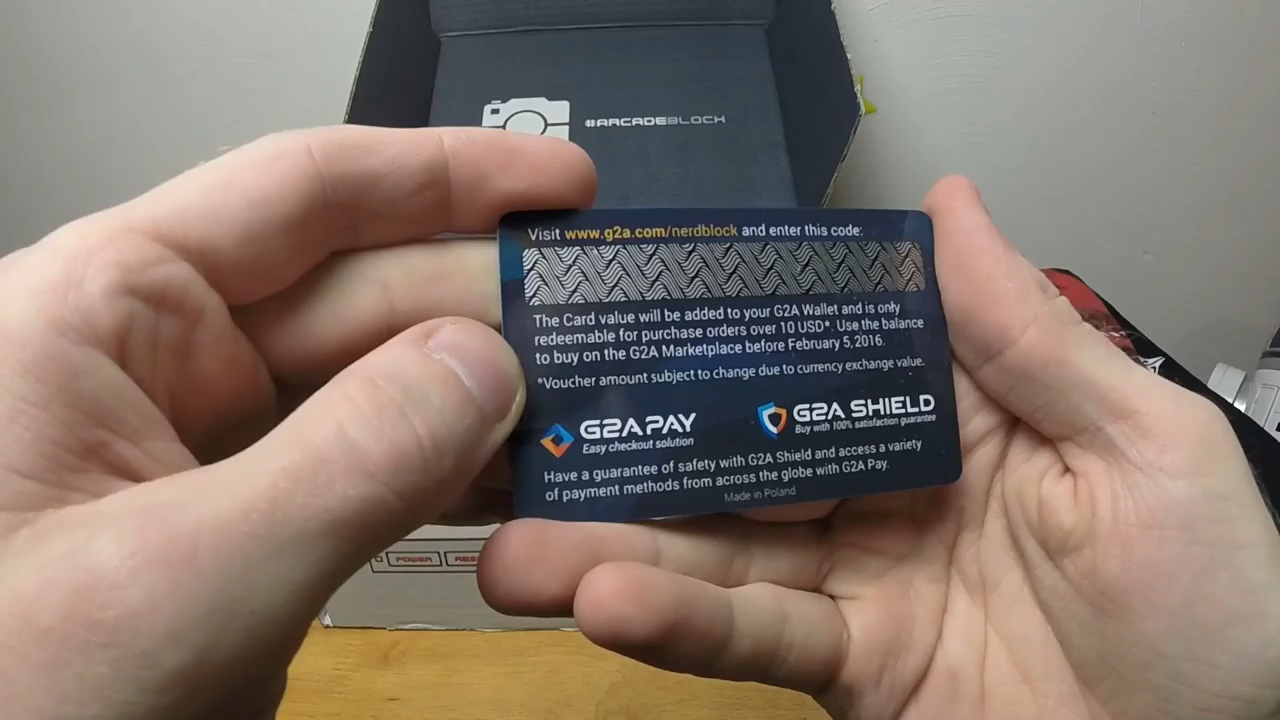 #ARCADEBLOCK
Visit www.g2a.com/nerdblock and enter this code:
The Card value will be added to your G2A Wallet and is only
redeemable for purchase orders over 10 USD*. Use the balance
to buy on the G2A Marketplace before February 5, 2016.
*Voucher amount subject to change due to currency exchange value.
G2A PAY
Easy checkout solution
G2A SHIELD
Buy with 100% satisfaction guarantee
Have a guarantee of safety with G2A Shield and access a variety
of payment methods from across the globe with G2A Pay.
Made in Poland
POWER